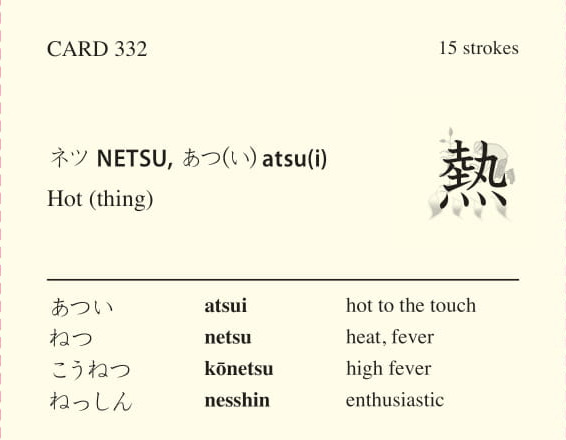 CARD 332 15 strokes
ネツ NETSU, あつ(い) atsu(i)
Hot (thing)
熱
あつい atsui hot to the touch
ねつ netsu heat, fever
こうねつ kōnetsu high fever
ねっしん nesshin enthusiastic